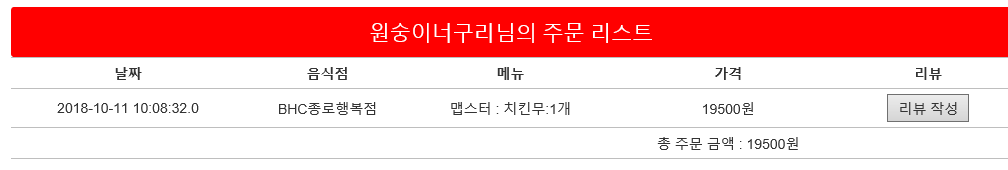 원숭이너구리님의 주문 리스트
날짜 음식점 메뉴 가격 리뷰
2018-10-11 10:08:32.0 BHC종로행복점 맵스터 : 치킨무:1개 19500원 리뷰 작성
총 주문 금액 : 19500원